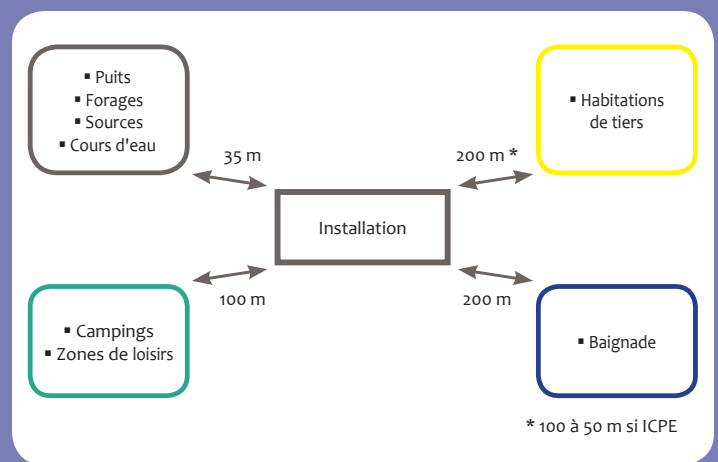 ▪ Puits
▪ Forages
▪ Sources
▪ Cours d'eau
35 m
200 m *
▪ Habitations
de tiers
Installation
100 m
200 m
▪ Campings
▪ Zones de loisirs
▪ Baignade
* 100 à 50 m si ICPE